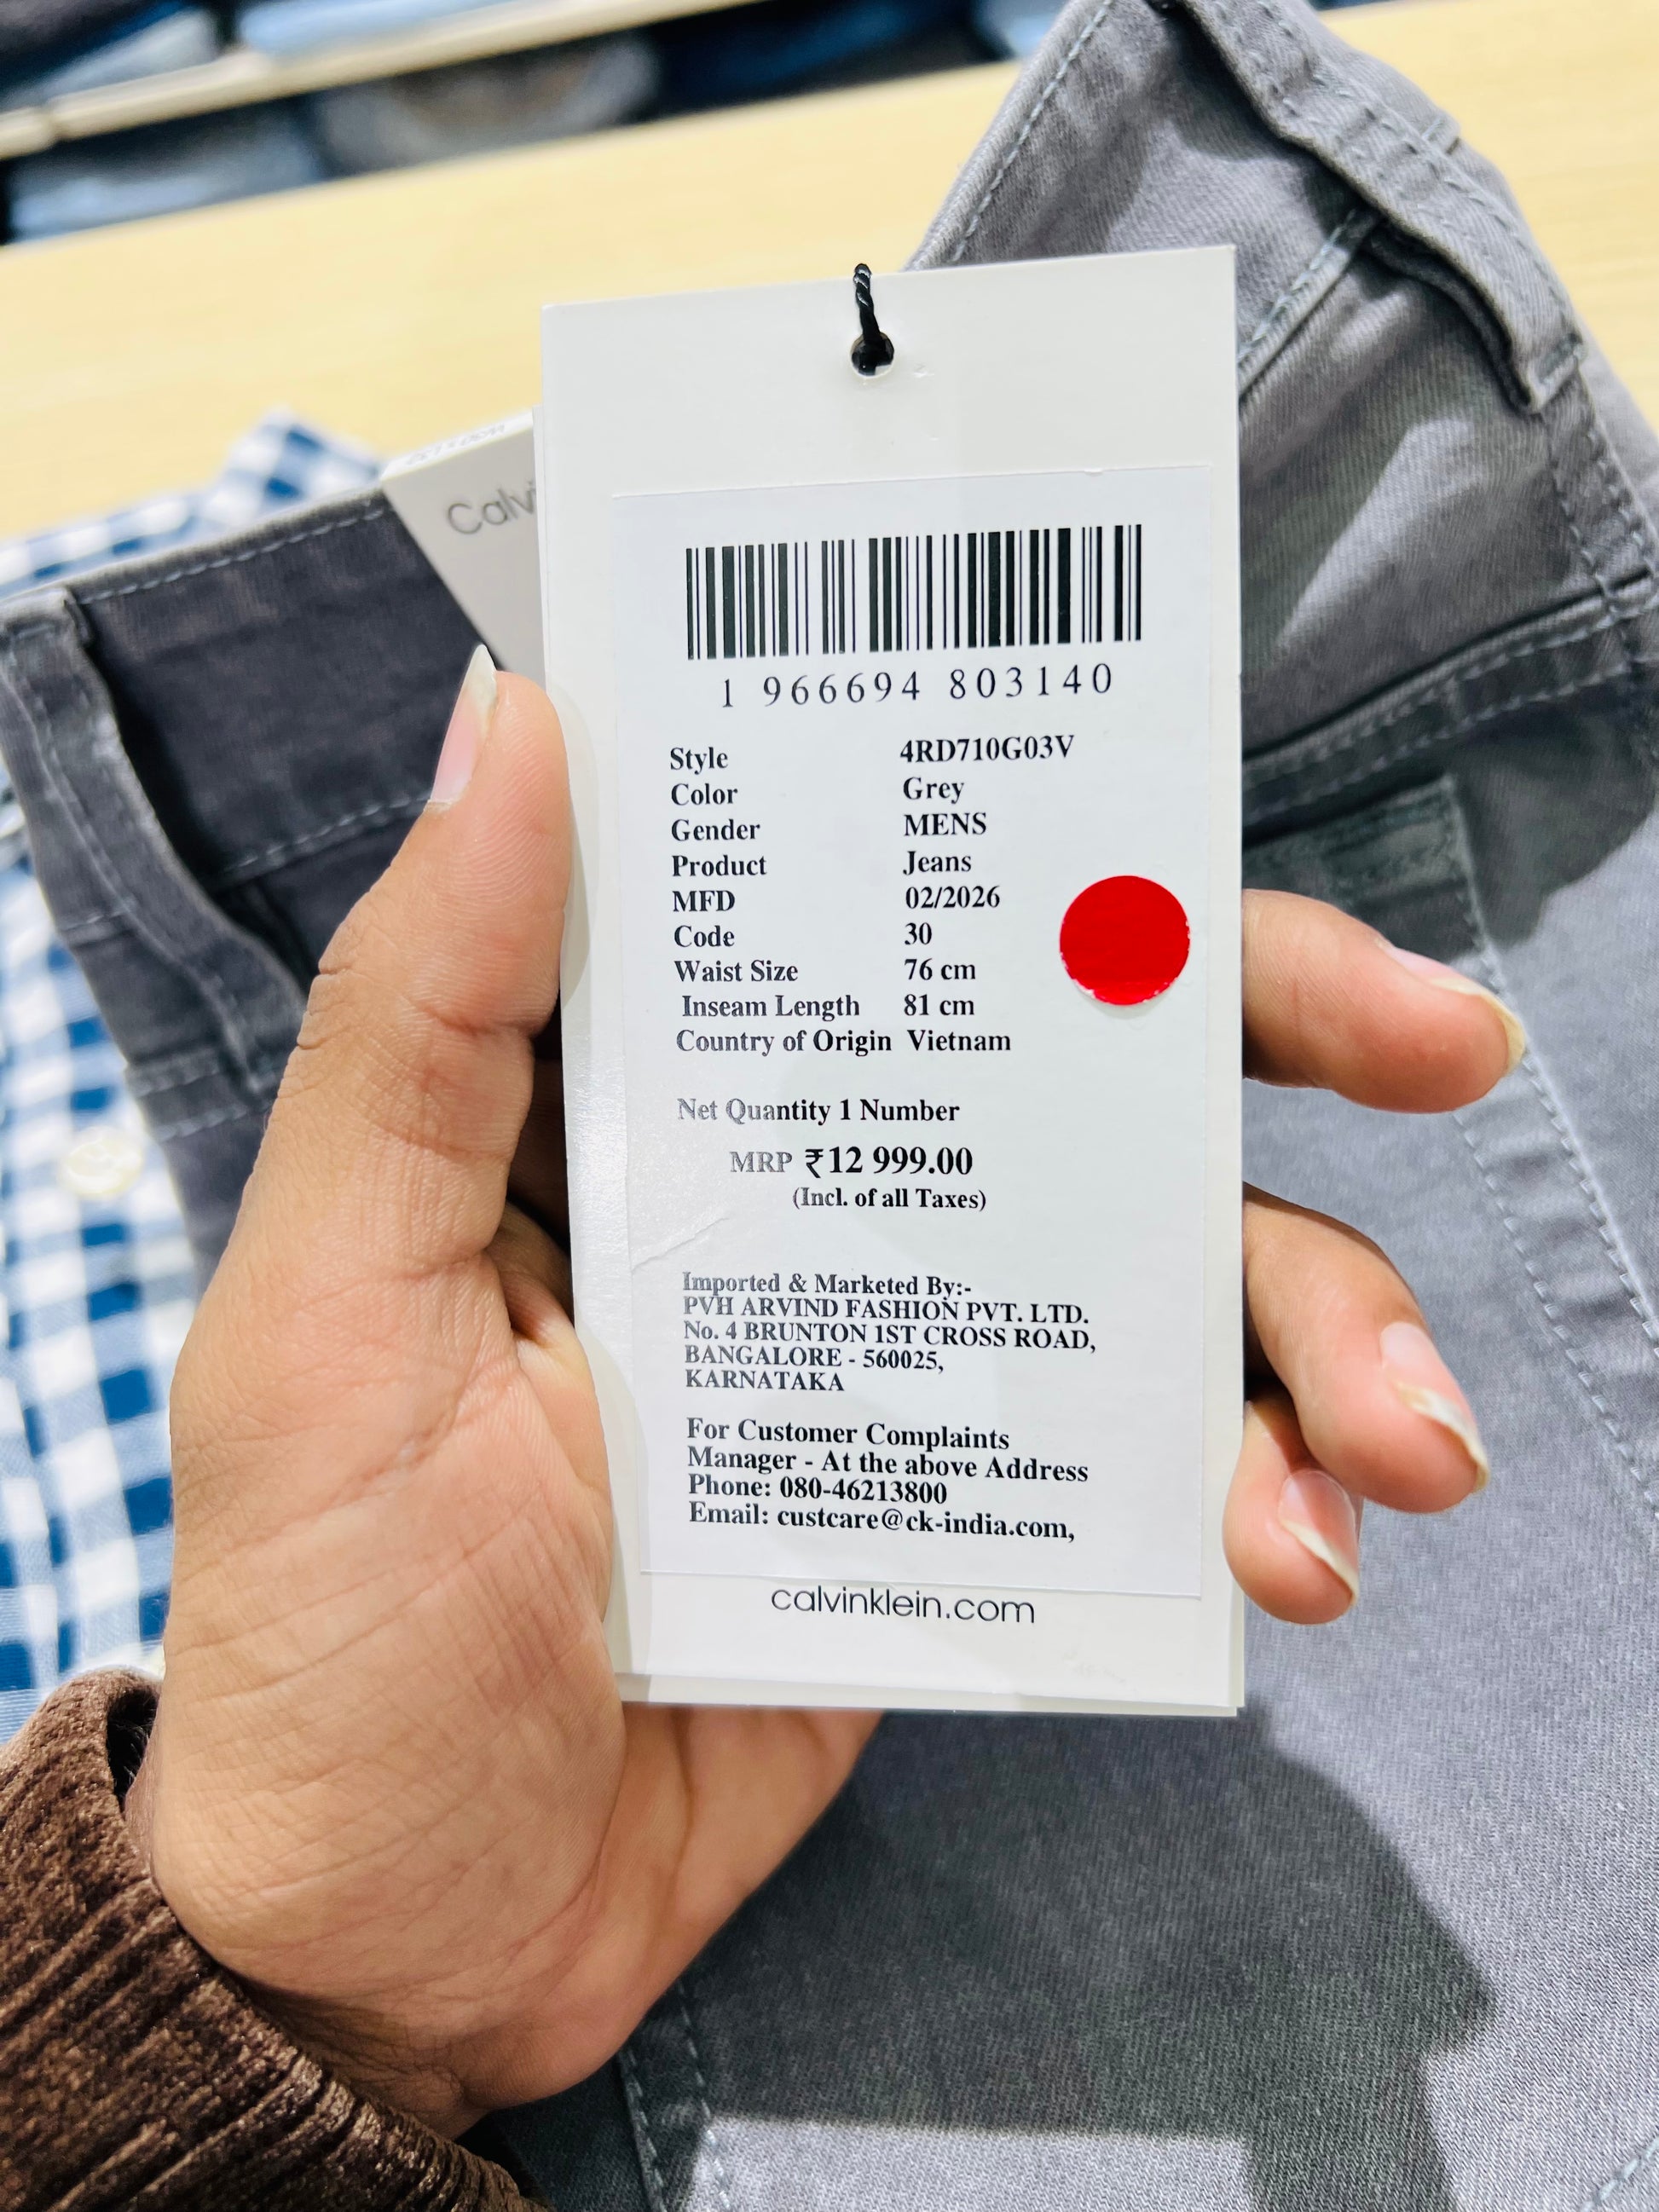 Calvi
1 966694 803140
Style 4RD710G03V
Color Grey
Gender MENS
Product Jeans
MFD 02/2026
Code 30
Waist Size 76 cm
Inseam Length 81 cm
Country of Origin Vietnam
Net Quantity 1 Number
MRP ₹12 999.00
(Incl. of all Taxes)
Imported & Marketed By:-
PVH ARVIND FASHION PVT. LTD.
No. 4 BRUNTON 1ST CROSS ROAD,
BANGALORE - 560025,
KARNATAKA
For Customer Complaints
Manager - At the above Address
Phone: 080-46213800
Email: custcare@ck-india.com,
calvinklein.com